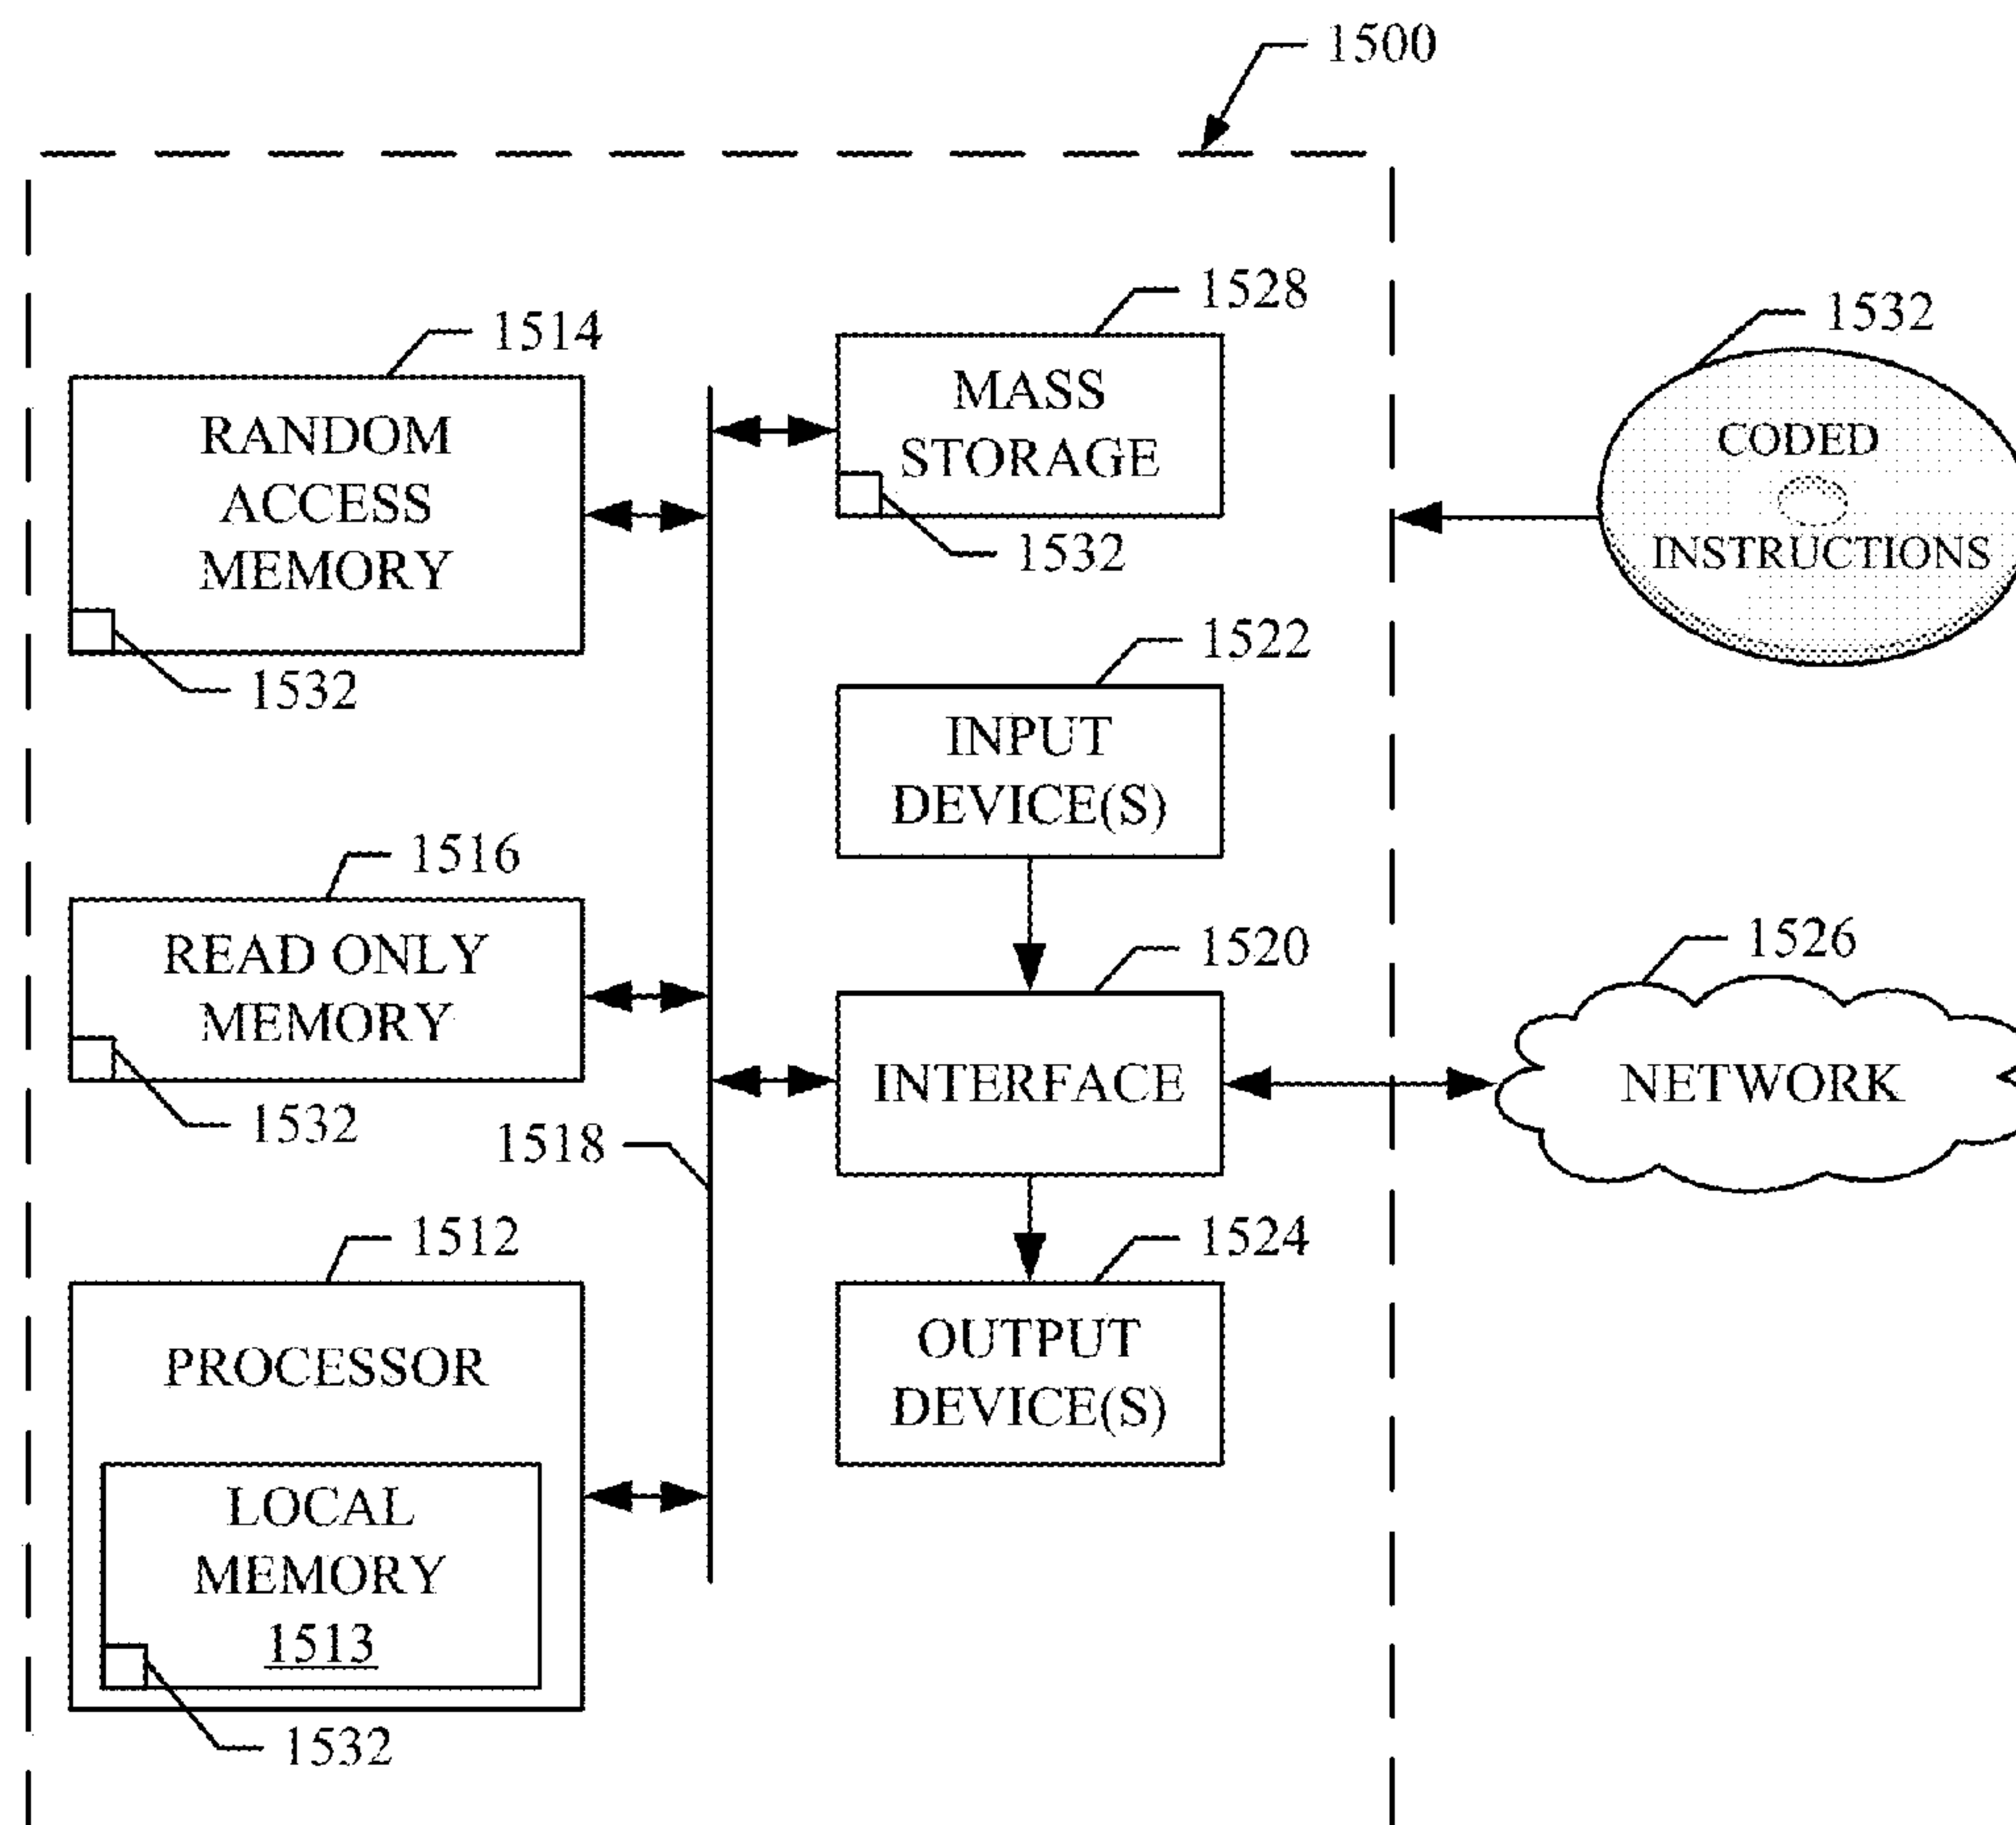 1500
1528
1514
1532
MASS
STORAGE
RANDOM
ACCESS
MEMORY
CODED
INSTRUCTIONS
1532
1522
1532
INPUT
DEVICE(S)
1516
READ ONLY
MEMORY
1520
1526
INTERFACE
NETWORK
1532
1518
1512
1524
PROCESSOR
OUTPUT
DEVICE(S)
LOCAL
MEMORY
1513
1532